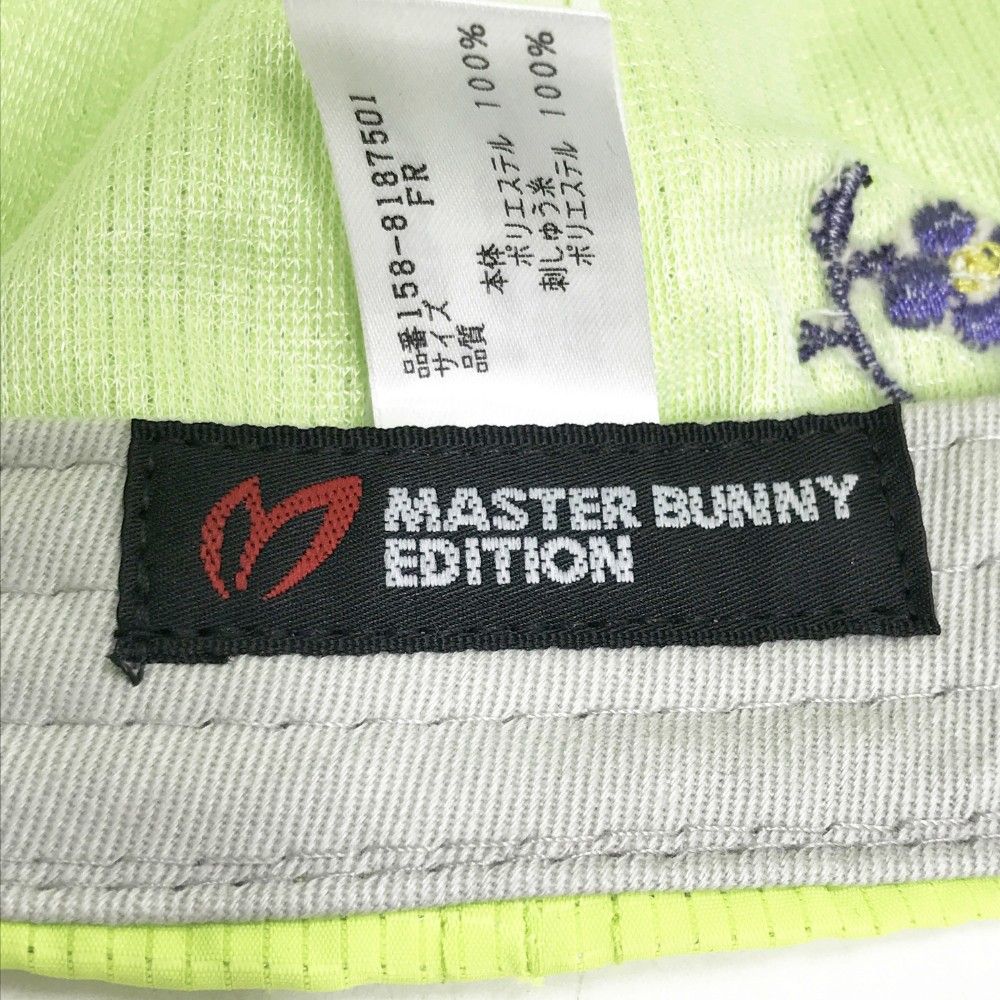 品番158-8187501
サイズ FR
品質
本体
ポリエステル 100%
刺しゅう糸
ポリエステル 100%
MASTER BUNNY
EDITION